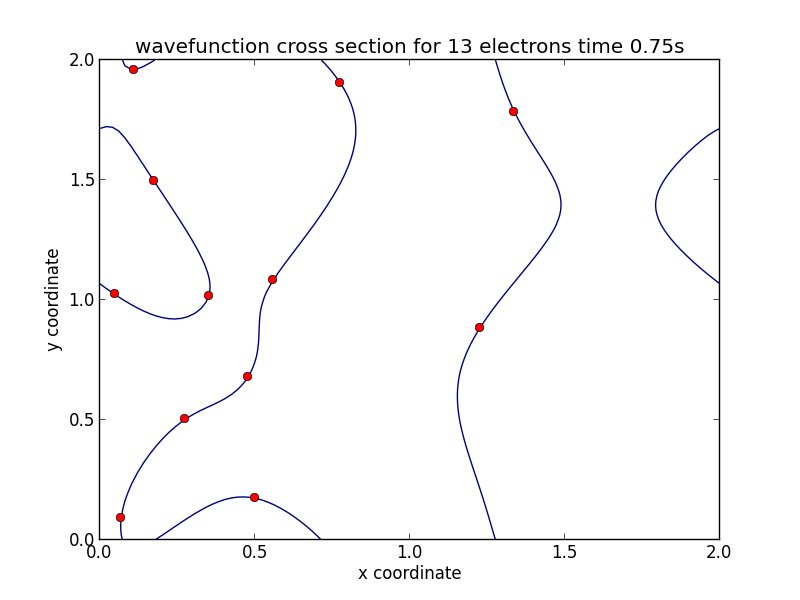 wavefunction cross section for 13 electrons time 0.75s
2.0
1.5
y coordinate
1.0
0.5
0.0
0.0 0.5 1.0 1.5 2.0
x coordinate